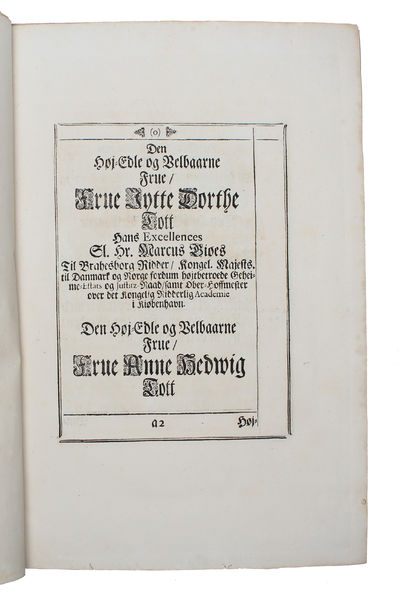 (0)
Den
Høj-Edle og Velbaarne
Frue /
Frue Jytte Dorthe
Tott
Hans Excellences
Sl. Hr. Marcus Giøes
Til Brahesborg Ridder / Kongel. Majests.
til Danmark og Norge fordum højtbetroede Gehei-
me-Estats og Justitz-Raad / samt Ober-Hoffmester
over det Kongelig Ridderlig Academie
i Kiøbenhavn.
Den Høj-Edle og Velbaarne
Frue /
Frue Anne Hedwig
Tott
A2 Høj-